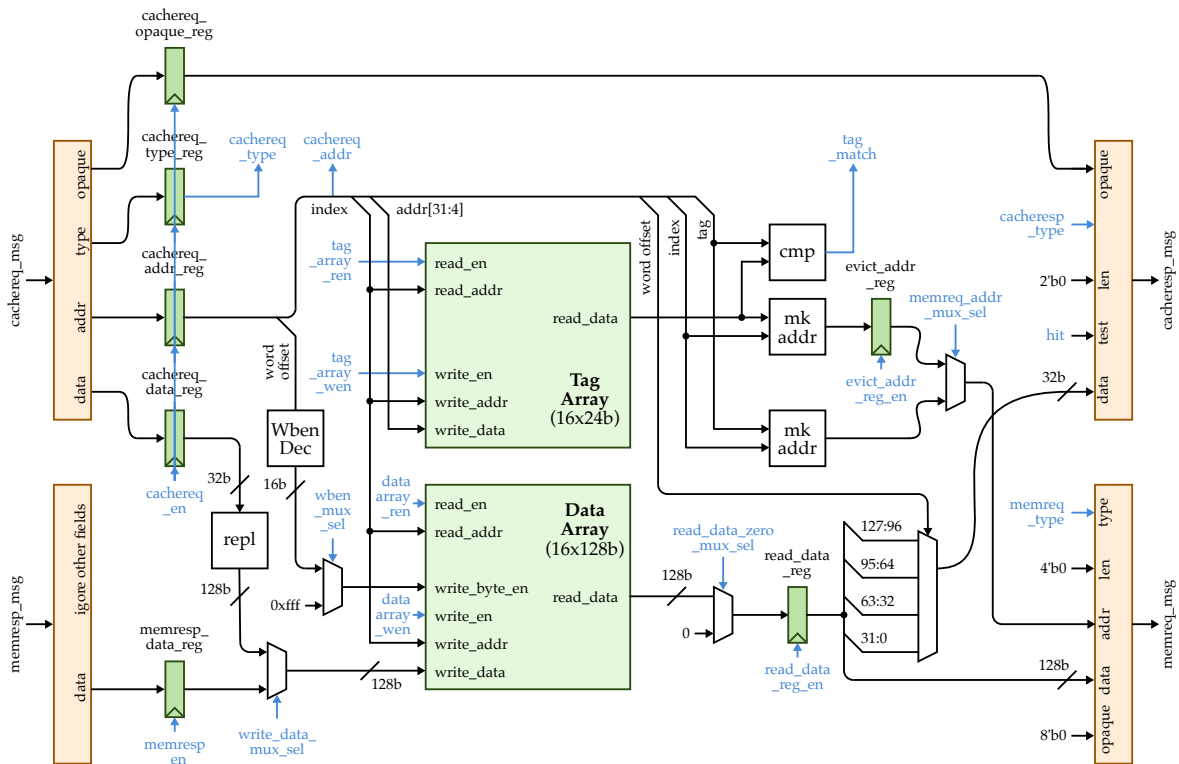 cachereq_
opaque_reg
cachereq_
type_reg
cachereq
_type
cachereq
_addr
tag
_match
cachereq_msg
opaque
type
addr
data
cachereq_
addr_reg
cachereq_
data_reg
cachereq
_en
index
addr[31:4]
word
offset
tag
_array
_ren
read_en
read_addr
read_data
tag
_array
_wen
write_en
write_addr
write_data
Tag
Array
(16x24b)
word offset
index
tag
cmp
mk
addr
evict_addr
_reg
evict_addr
_reg_en
memreq_addr
_mux_sel
mk
addr
opaque
cacheresp
_type
2'b0
len
hit
test
32b
data
cacheresp_msg
Wben
Dec
32b
16b
repl
128b
wben
_mux
_sel
0xfff
data
array
_ren
read_en
read_addr
Data
Array
(16x128b)
write_byte_en
read_data
data
array
_wen
write_en
write_addr
write_data
128b
read_data_zero
_mux_sel
128b
0
read_data
_reg
read_data
_reg_en
127:96
95:64
63:32
31:0
memresp_msg
igore other fields
data
memresp_
data_reg
memresp
en
write_data_
mux_sel
memreq
_type
type
4'b0
len
addr
128b
data
8'b0
opaque
memreq_msg